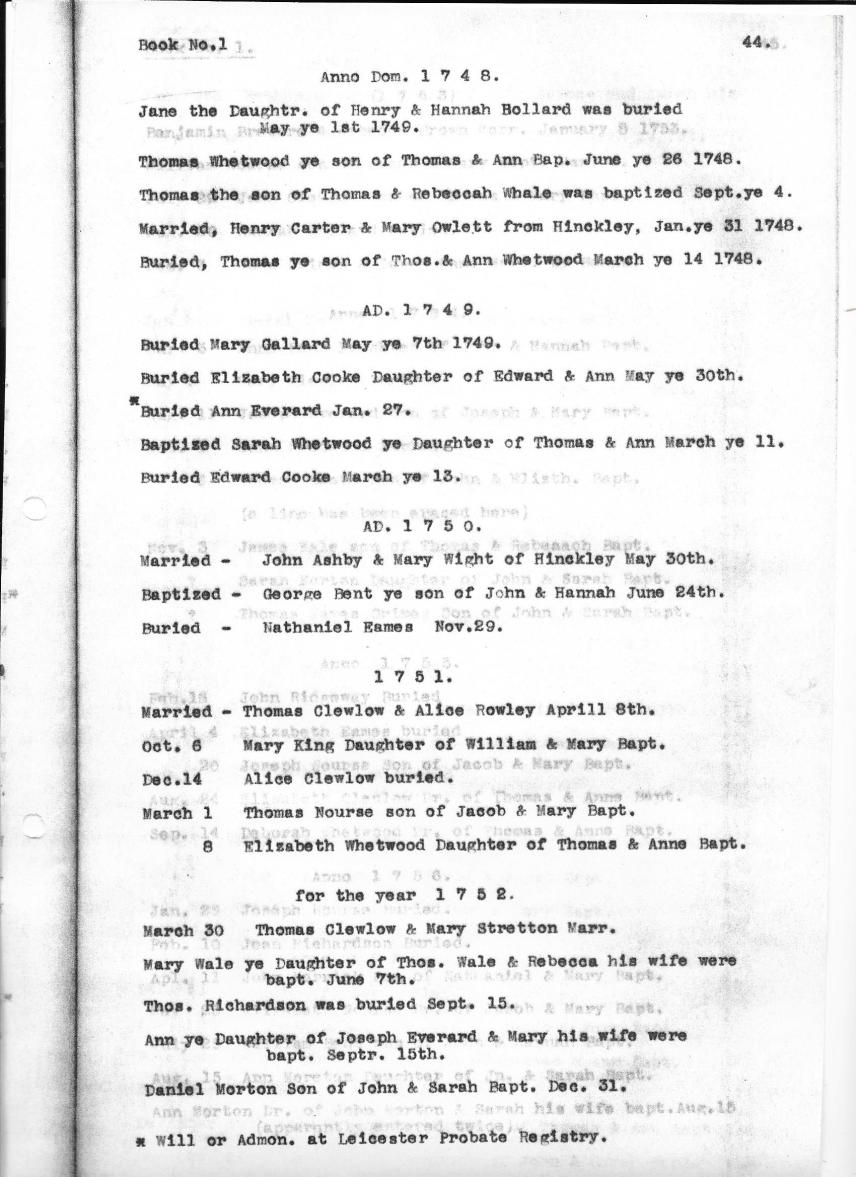 Book No.1
44.
Anno Dom. 1 7 4 8.
Jane the Daughtr. of Henry & Hannah Bollard was buried
May ye 1st 1749.
Thomas Whetwood ye son of Thomas & Ann Bap. June ye 26 1748.
Thomas the son of Thomas & Rebeccah Whale was baptized Sept.ye 4.
Married, Henry Carter & Mary Owlett from Hinckley, Jan.ye 31 1748.
Buried, Thomas ye son of Thos.& Ann Whetwood March ye 14 1748.
AD. 1 7 4 9.
Buried Mary Gallard May ye 7th 1749.
Buried Elizabeth Cooke Daughter of Edward & Ann May ye 30th.
*Buried Ann Everard Jan. 27.
Baptized Sarah Whetwood ye Daughter of Thomas & Ann March ye 11.
Buried Edward Cooke March ye 13.
AD. 1 7 5 0.
Married - John Ashby & Mary Wight of Hinckley May 30th.
Baptized - George Bent ye son of John & Hannah June 24th.
Buried - Nathaniel Eames Nov.29.
1 7 5 1.
Married - Thomas Clewlow & Alice Rowley Aprill 8th.
Oct. 6 Mary King Daughter of William & Mary Bapt.
Dec.14 Alice Clewlow buried.
March 1 Thomas Nourse son of Jacob & Mary Bapt.
8 Elizabeth Whetwood Daughter of Thomas & Anne Bapt.
for the year 1 7 5 2.
March 30 Thomas Clewlow & Mary Stretton Marr.
Mary Wale ye Daughter of Thos. Wale & Rebecca his wife were
bapt. June 7th.
Thos. Richardson was buried Sept. 15.
Ann ye Daughter of Joseph Everard & Mary his wife were
bapt. Septr. 15th.
Daniel Morton Son of John & Sarah Bapt. Dec. 31.
* Will or Admon. at Leicester Probate Registry.